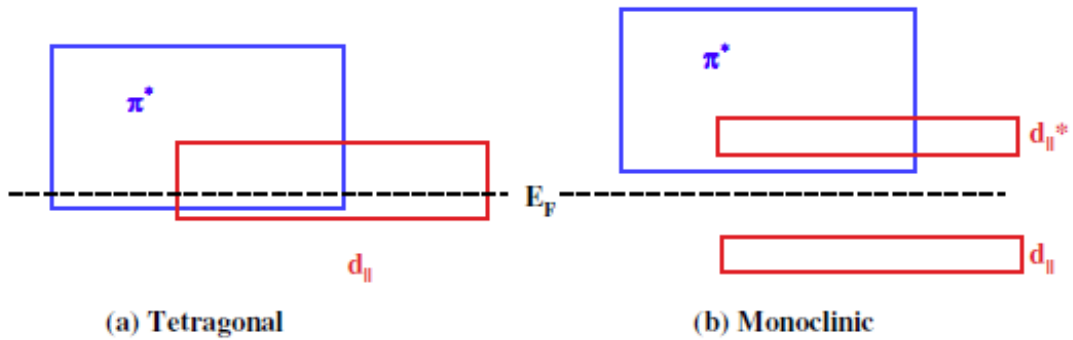 π*
π*
d||*
E_F
d||
d||
(a) Tetragonal
(b) Monoclinic